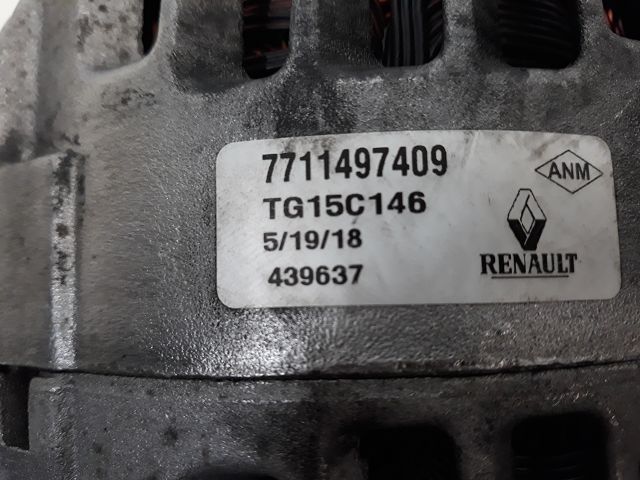 7711497409
ANM
TG15C146
5/19/18
439637
RENAULT